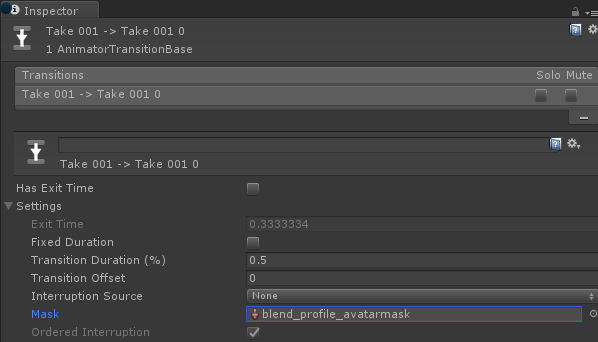 Inspector
Take 001 -> Take 001 0
1 AnimatorTransitionBase
Transitions Solo Mute
Take 001 -> Take 001 0
Take 001 -> Take 001 0
Has Exit Time
Settings
Exit Time 0.3333334
Fixed Duration
Transition Duration (%) 0.5
Transition Offset 0
Interruption Source None
Mask blend_profile_avatarmask
Ordered Interruption